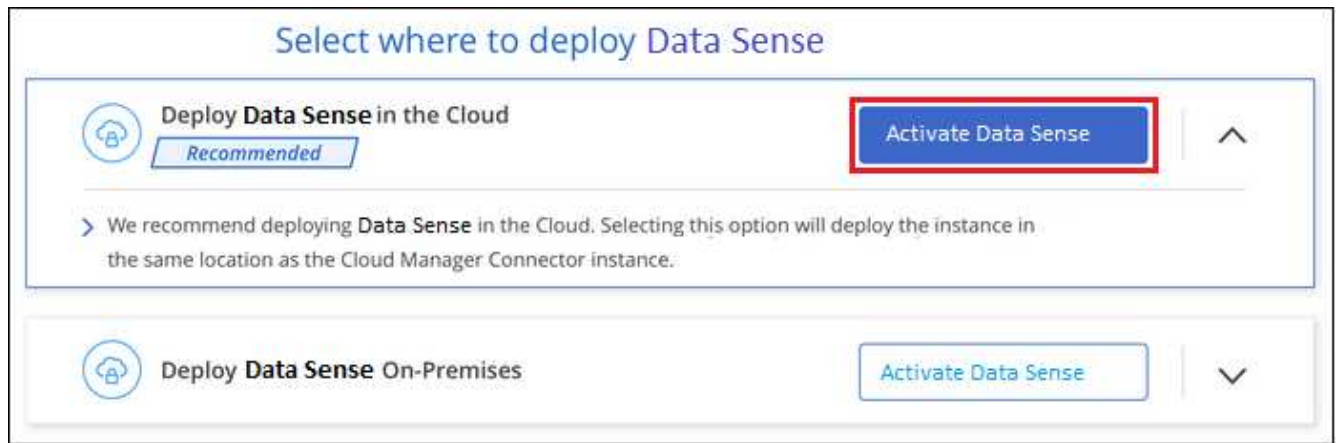 Select where to deploy Data Sense
Deploy Data Sense in the Cloud
Recommended
Activate Data Sense
We recommend deploying Data Sense in the Cloud. Selecting this option will deploy the instance in
the same location as the Cloud Manager Connector instance.
Deploy Data Sense On-Premises
Activate Data Sense